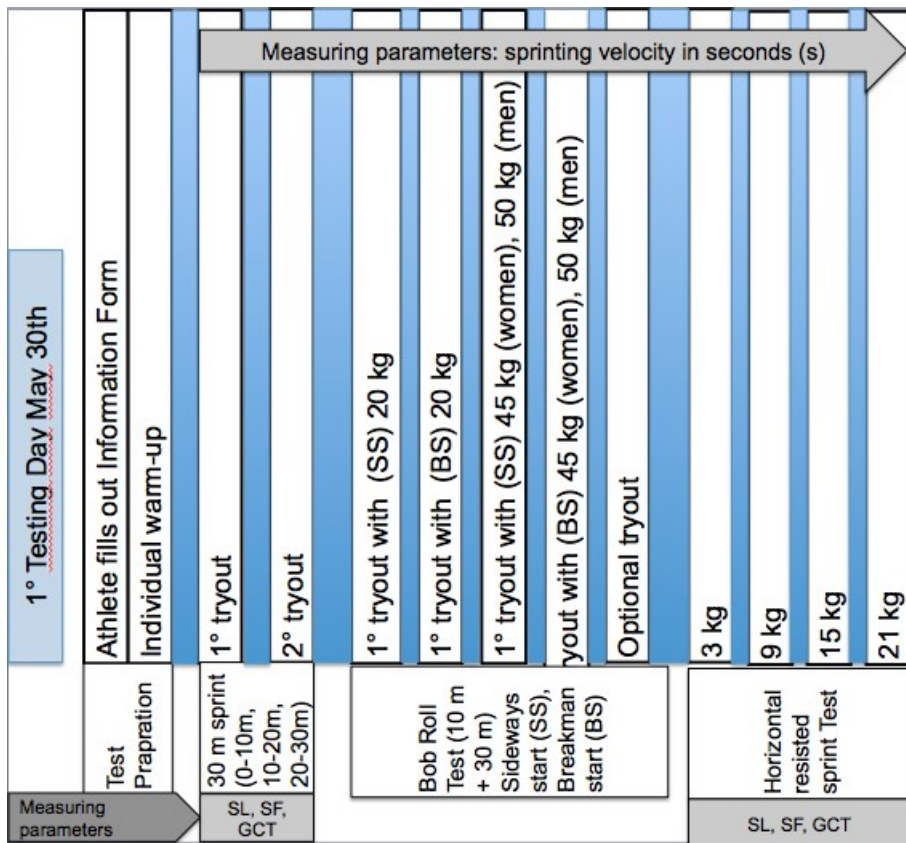 Measuring parameters: sprinting velocity in seconds (s)
1° Testing Day May 30th
Athlete fills out Information Form
Individual warm-up
1° tryout
2° tryout
1° tryout with (SS) 20 kg
1° tryout with (BS) 20 kg
1° tryout with (SS) 45 kg (women), 50 kg (men)
ryout with (BS) 45 kg (women), 50 kg (men)
Optional tryout
3 kg
9 kg
15 kg
21 kg
Test
Prapration
30 m sprint
(0-10m,
10-20m,
20-30m)
Bob Roll
Test (10 m
+ 30 m)
Sideways
start (SS),
Breakman
start (BS)
Horizontal
resisted
sprint Test
Measuring
parameters
SL, SF,
GCT
SL, SF, GCT